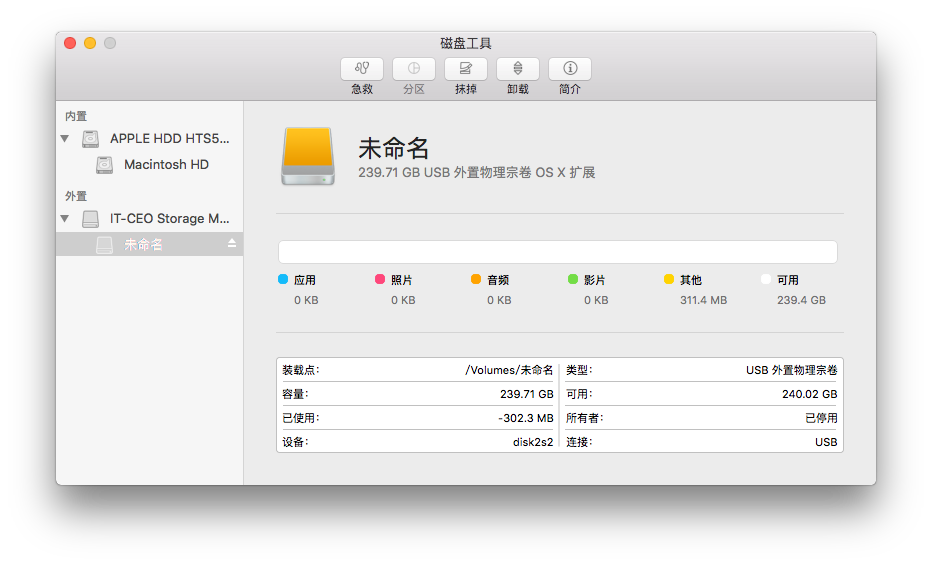 磁盘工具
急救 分区 抹掉 卸载 简介
内置
APPLE HDD HTS5...
Macintosh HD
外置
IT-CEO Storage M...
未命名
未命名
239.71 GB USB 外置物理宗卷 OS X 扩展
应用 照片 音频 影片 其他 可用
0 KB 0 KB 0 KB 0 KB 311.4 MB 239.4 GB
装载点: /Volumes/未命名 类型: USB 外置物理宗卷
容量: 239.71 GB 可用: 240.02 GB
已使用: -302.3 MB 所有者: 已停用
设备: disk2s2 连接: USB